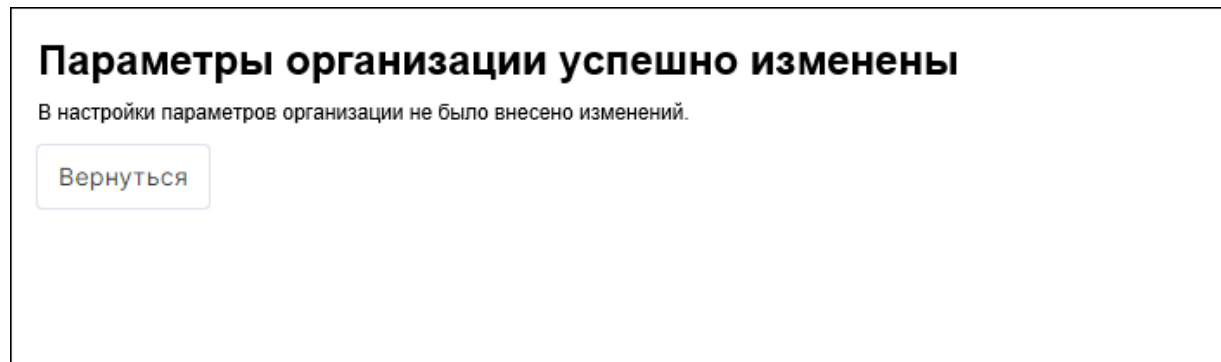 Параметры организации успешно изменены
В настройки параметров организации не было внесено изменений.
Вернуться